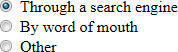 Through a search engine
By word of mouth
Other